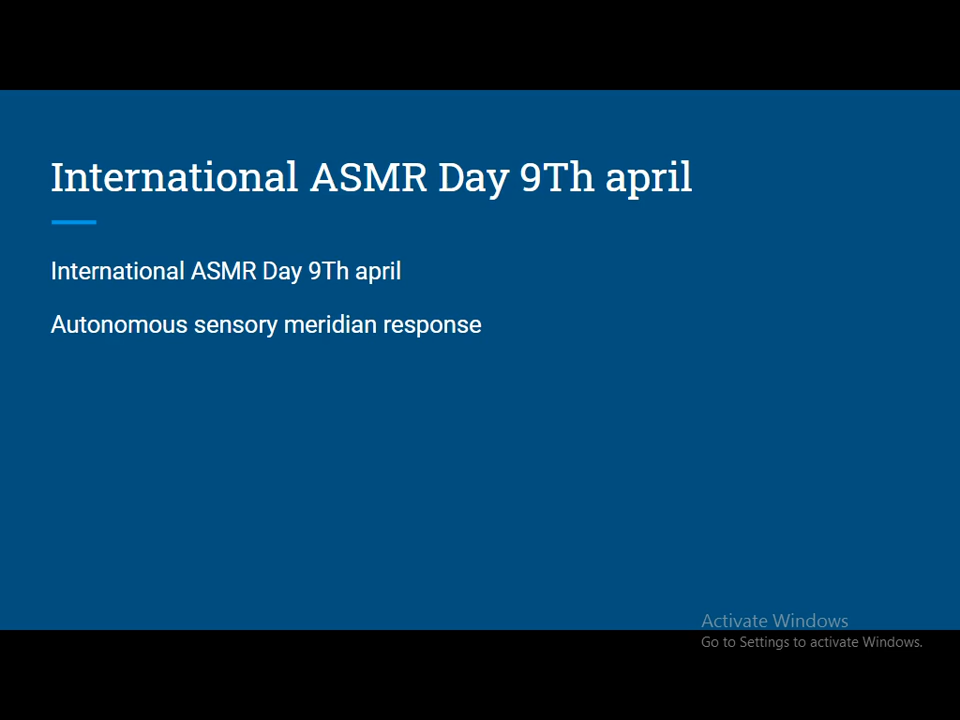 International ASMR Day 9Th april
International ASMR Day 9Th april
Autonomous sensory meridian response
Activate Windows
Go to Settings to activate Windows.